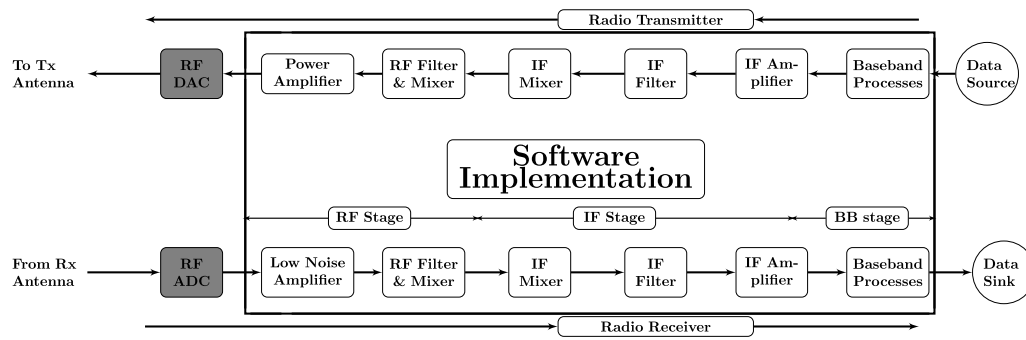 Radio Transmitter
To Tx
Antenna
RF
DAC
Power
Amplifier
RF Filter
& Mixer
IF
Mixer
IF
Filter
IF Am-
plifier
Baseband
Processes
Data
Source
Software
Implementation
RF Stage
IF Stage
BB stage
From Rx
Antenna
RF
ADC
Low Noise
Amplifier
RF Filter
& Mixer
IF
Mixer
IF
Filter
IF Am-
plifier
Baseband
Processes
Data
Sink
Radio Receiver